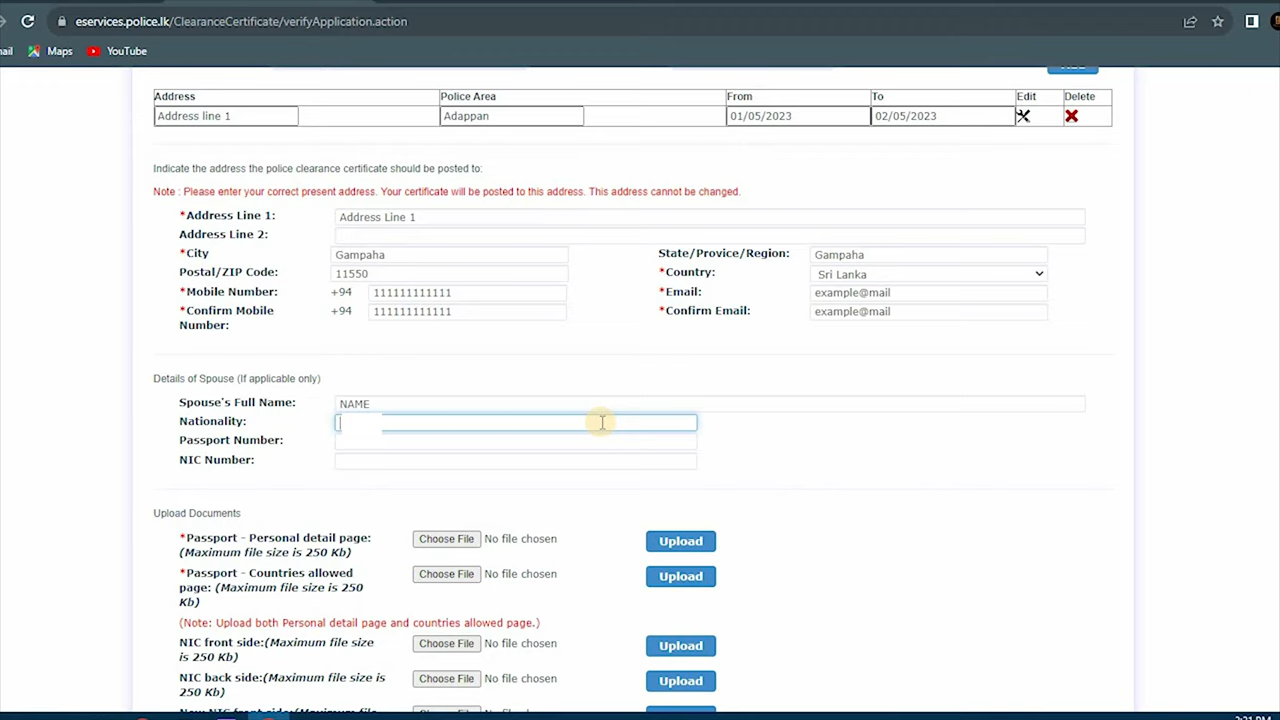 eservices.police.lk/ClearanceCertificate/verifyApplication.action
Maps YouTube
Address Police Area From To Edit Delete
Address line 1 Adappan 01/05/2023 02/05/2023
Indicate the address the police clearance certificate should be posted to:
Note : Please enter your correct present address. Your certificate will be posted to this address. This address cannot be changed.
*Address Line 1: Address Line 1
Address Line 2:
*City Gampaha State/Provice/Region: Gampaha
Postal/ZIP Code: 11550 *Country: Sri Lanka
*Mobile Number: +94 111111111111 *Email: example@mail
*Confirm Mobile +94 111111111111 *Confirm Email: example@mail
Number:
Details of Spouse (If applicable only)
Spouse's Full Name: NAME
Nationality:
Passport Number:
NIC Number:
Upload Documents
*Passport - Personal detail page: Choose File No file chosen Upload
(Maximum file size is 250 Kb)
*Passport - Countries allowed Choose File No file chosen Upload
page: (Maximum file size is 250
Kb)
(Note: Upload both Personal detail page and countries allowed page.)
NIC front side:(Maximum file size Choose File No file chosen Upload
is 250 Kb)
NIC back side:(Maximum file size is Choose File No file chosen Upload
250 Kb)